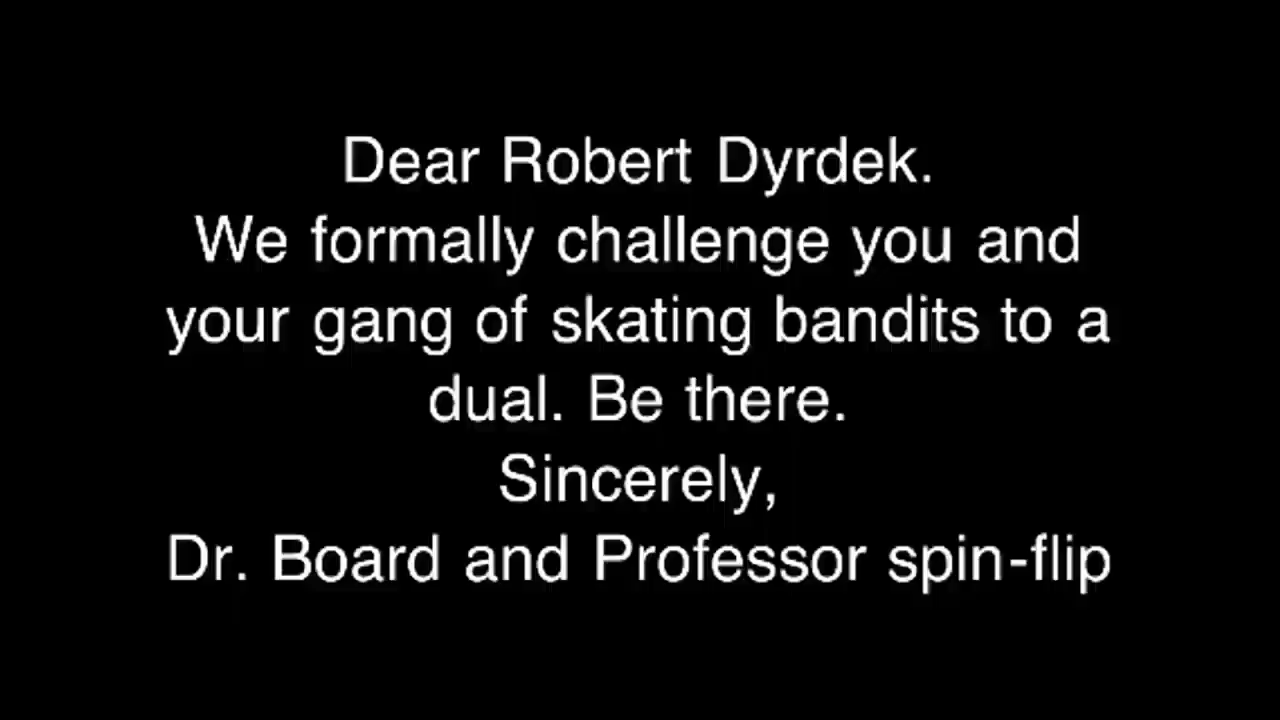 Dear Robert Dyrdek.
We formally challenge you and
your gang of skating bandits to a
dual. Be there.
Sincerely,
Dr. Board and Professor spin-flip